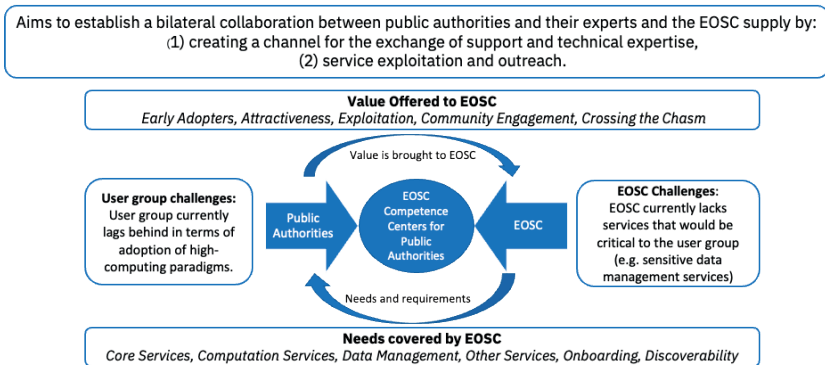 Aims to establish a bilateral collaboration between public authorities and their experts and the EOSC supply by:
(1) creating a channel for the exchange of support and technical expertise,
(2) service exploitation and outreach.
Value Offered to EOSC
Early Adopters, Attractiveness, Exploitation, Community Engagement, Crossing the Chasm
Value is brought to EOSC
User group challenges:
User group currently
lags behind in terms of
adoption of high-
computing paradigms.
Public
Authorities
EOSC
Competence
Centers for
Public
Authorities
EOSC
EOSC Challenges:
EOSC currently lacks
services that would be
critical to the user group
(e.g. sensitive data
management services)
Needs and requirements
Needs covered by EOSC
Core Services, Computation Services, Data Management, Other Services, Onboarding, Discoverability